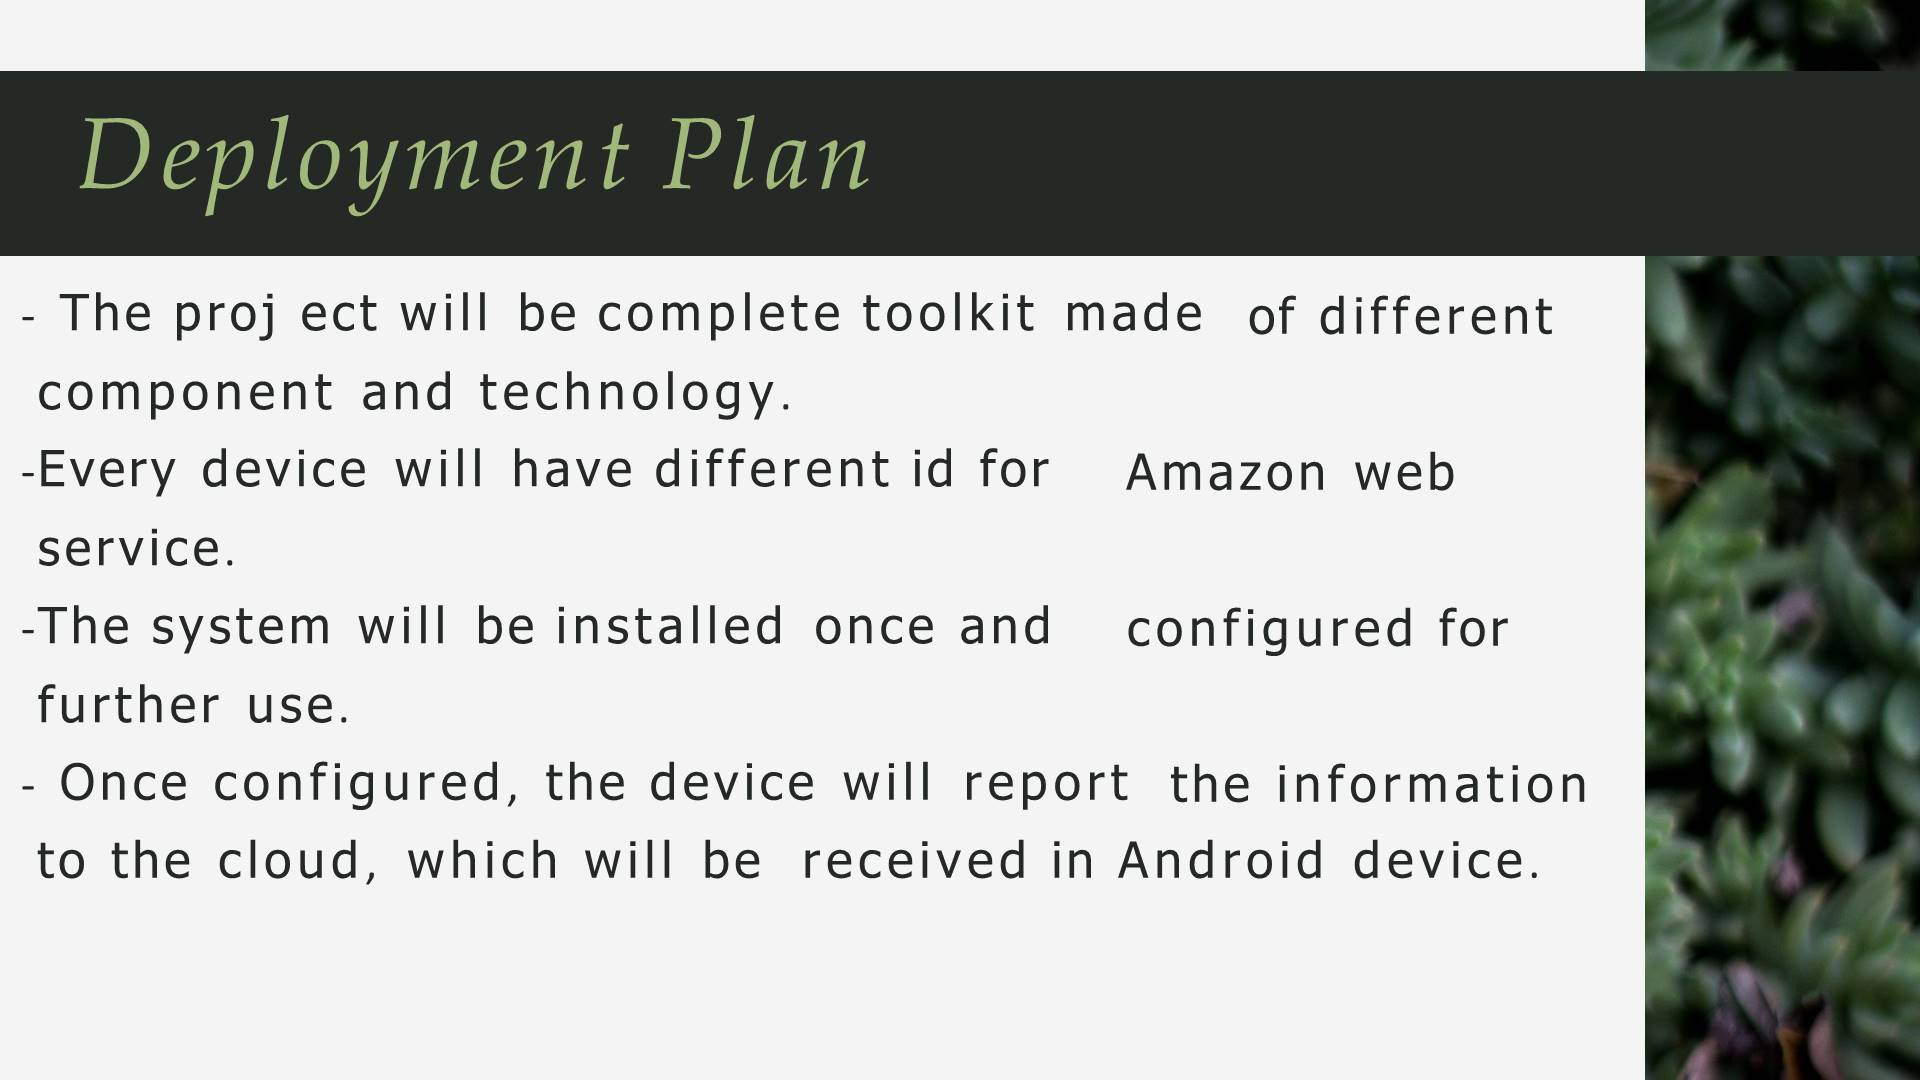 Deployment Plan
- The proj ect will be complete toolkit made of different
component and technology.
-Every device will have different id for Amazon web
service.
-The system will be installed once and configured for
further use.
- Once configured, the device will report the information
to the cloud, which will be received in Android device.